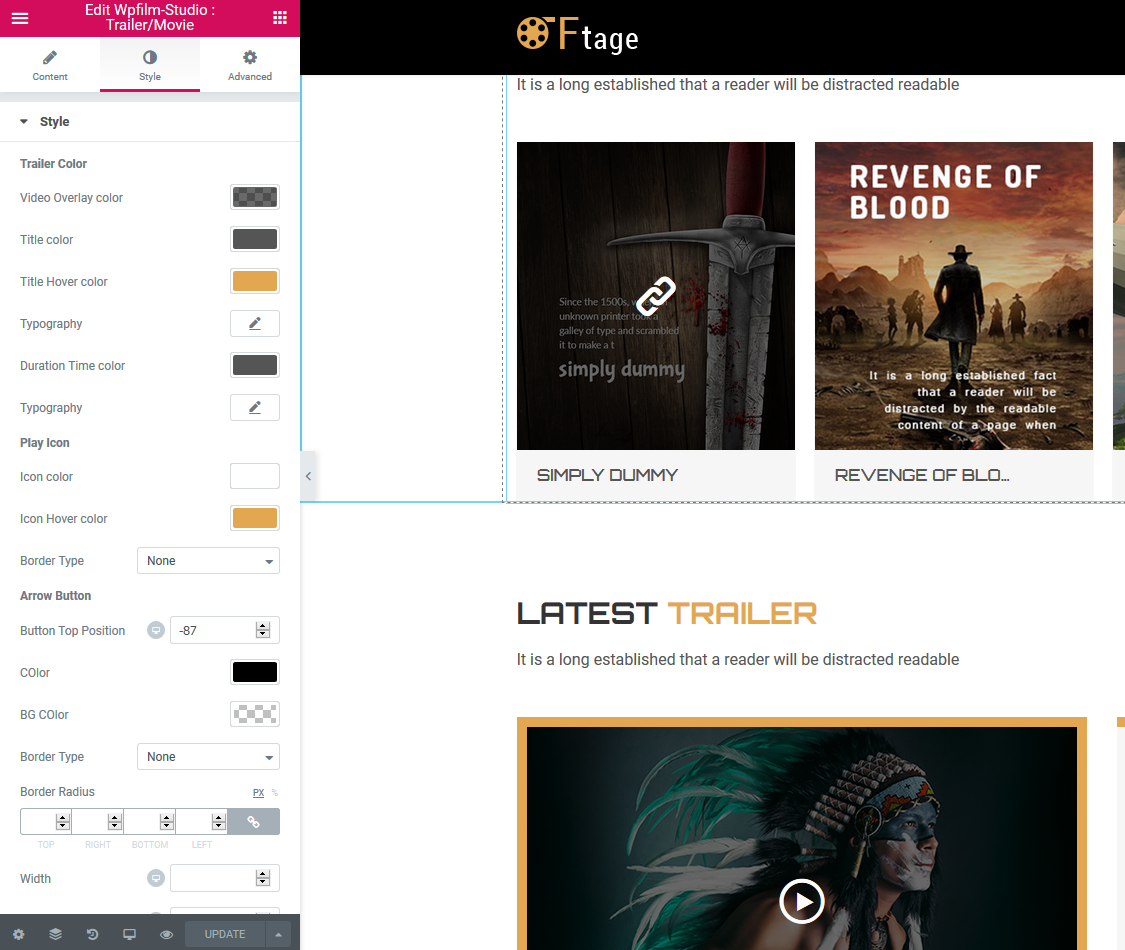 Edit Wpfilm-Studio :
Trailer/Movie
Content
Style
Advanced
Style
Trailer Color
Video Overlay color
Title color
Title Hover color
Typography
Duration Time color
Typography
Play Icon
Icon color
Icon Hover color
Border Type
None
Arrow Button
Button Top Position
-87
COlor
BG COlor
Border Type
None
Border Radius
PX
%
TOP
RIGHT
BOTTOM
LEFT
Width
UPDATE
Ftage
It is a long established that a reader will be distracted readable
Since the 1500s,
unknown printer took a
galley of type and scrambled
it to make a t
simply dummy
REVENGE OF
BLOOD
It is a long established fact
that a reader will be
distracted by the readable
content of a page when
SIMPLY DUMMY
REVENGE OF BLO...
LATEST TRAILER
It is a long established that a reader will be distracted readable